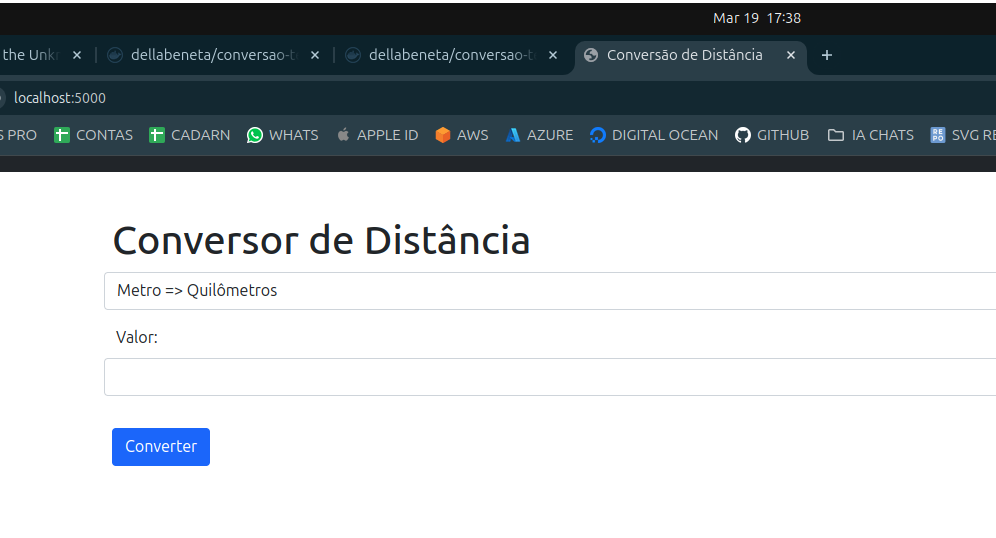 Mar 19 17:38
the Unkr dellabeneta/conversao-t dellabeneta/conversao-t Conversão de Distância
localhost:5000
S PRO CONTAS CADARN WHATS APPLE ID AWS AZURE DIGITAL OCEAN GITHUB IA CHATS REPO SVG RE
Conversor de Distância
Metro => Quilômetros
Valor:
Converter